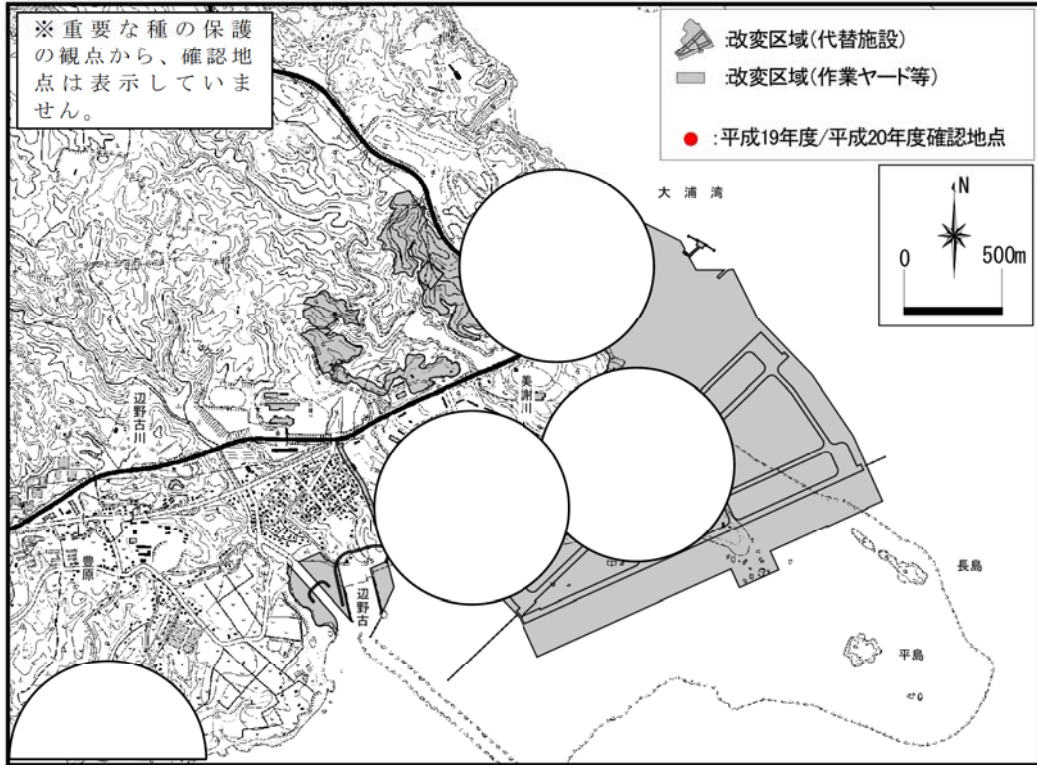 ※重要な種の保護
の観点から、確認地
点は表示していま
せん。
:改変区域(代替施設)
:改変区域(作業ヤード等)
:平成19年度/平成20年度確認地点
大浦湾
N
0 500m
美謝川
辺野古川
豊原
辺野古
長島
平島